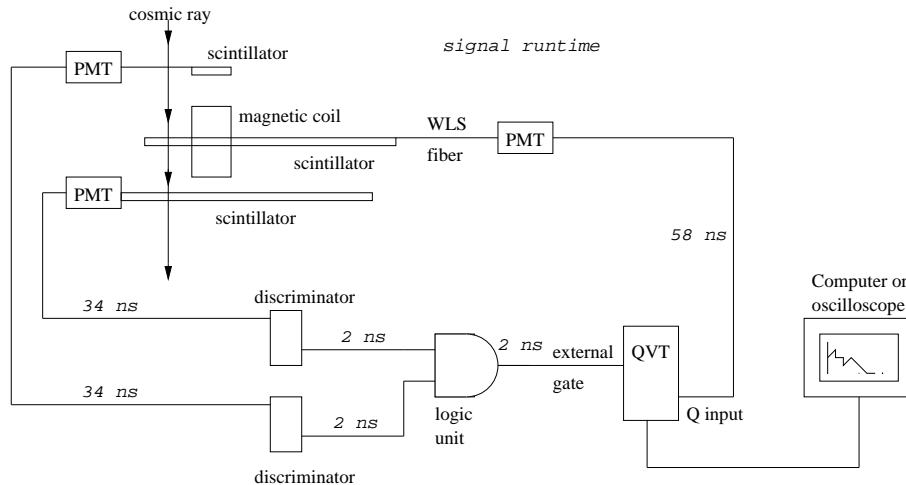 cosmic ray
signal runtime
scintillator
PMT
magnetic coil
WLS
fiber
PMT
scintillator
PMT
scintillator
58 ns
Computer or
oscilloscope
34 ns
discriminator
2 ns
2 ns
external
gate
QVT
34 ns
2 ns
logic
unit
Q input
discriminator